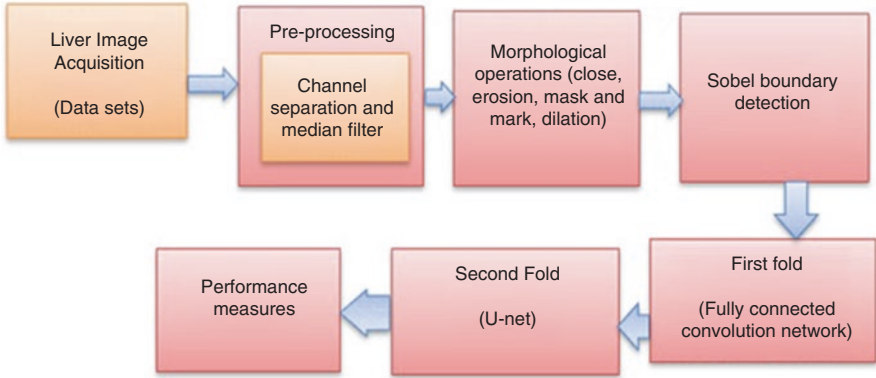 Liver Image
Acquisition
(Data sets)
Pre-processing
Channel
separation and
median filter
Morphological
operations (close,
erosion, mask and
mark, dilation)
Sobel boundary
detection
First fold
(Fully connected
convolution network)
Second Fold
(U-net)
Performance
measures